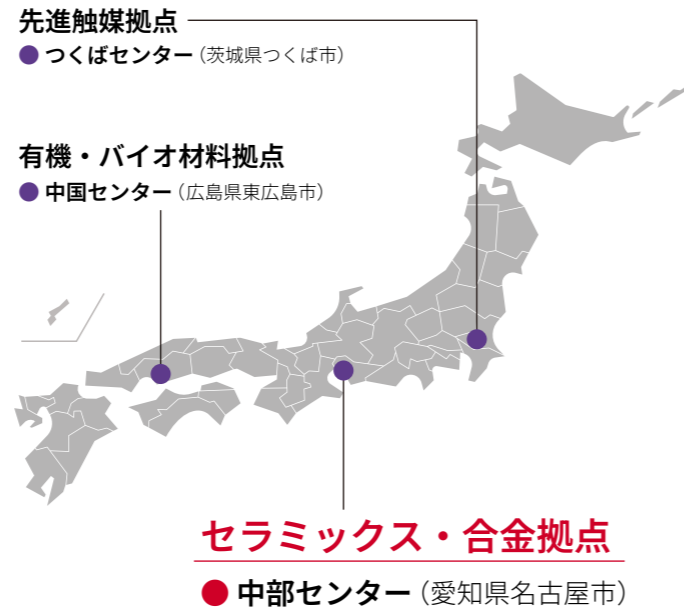 先進触媒拠点
● つくばセンター（茨城県つくば市）
有機・バイオ材料拠点
● 中国センター（広島県東広島市）
セラミックス・合金拠点
● 中部センター（愛知県名古屋市）